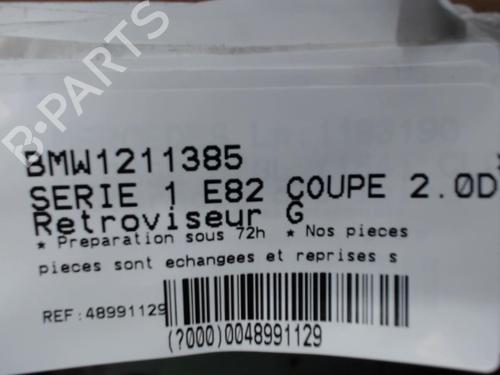 BMW1211385
SERIE 1 E82 COUPE 2.0D
Retroviseur G
* Preparation sous 72h * Nos pieces
pieces sont echangees et reprises s
REF:48991129
(?000)0048991129